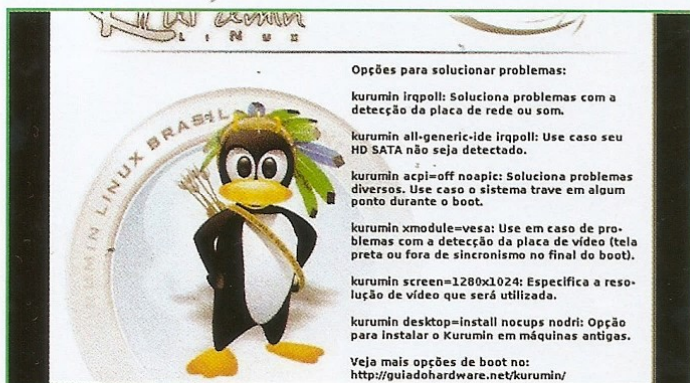 Kurumin
LINUX
KURUMIN LINUX BRASIL
Opções para solucionar problemas:
kurumin irqpoll: Soluciona problemas com a
detecção da placa de rede ou som.
kurumin all-generic-ide irqpoll: Use caso seu
HD SATA não seja detectado.
kurumin acpi=off noapic: Soluciona problemas
diversos. Use caso o sistema trave em algum
ponto durante o boot.
kurumin xmodule=vesa: Use em caso de pro-
blemas com a detecção da placa de vídeo (tela
preta ou fora de sincronismo no final do boot).
kurumin screen=1280x1024: Especifica a reso-
lução de vídeo que será utilizada.
kurumin desktop=install nocups nodri: Opção
para instalar o Kurumin em máquinas antigas.
Veja mais opções de boot no:
http://guiadohardware.net/kurumin/